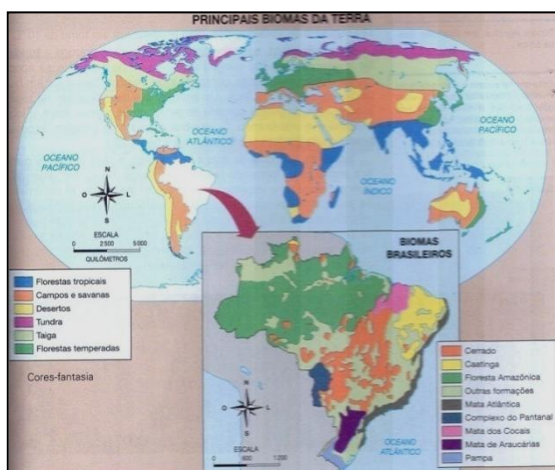 PRINCIPAIS BIOMAS DA TERRA
OCEANO
PACÍFICO
OCEANO
ATLÂNTICO
OCEANO
PACÍFICO
OCEANO
ÍNDICO
N
O
L
S
ESCALA
0
2 500
5 000
QUILÔMETROS
Florestas tropicais
Campos e savanas
Desertos
Tundra
Taiga
Florestas temperadas
Cores-fantasia
BIOMAS
BRASILEIROS
N
O
L
S
ESCALA
OCEANO
ATLÂNTICO
Cerrado
Caatinga
Floresta Amazônica
Outras formações
Mata Atlântica
Complexo do Pantanal
Mata dos Cocais
Mata de Araucárias
Pampa